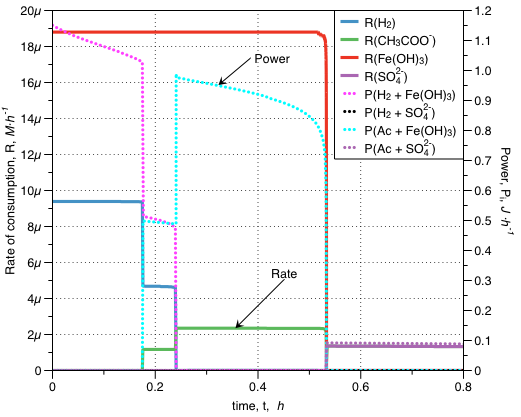 20μ
18μ
16μ
14μ
12μ
10μ
8μ
6μ
4μ
2μ
0
Rate of consumption, R, M·h⁻¹
0
0.2
0.4
0.6
0.8
time, t, h
1.2
1.1
1.0
0.9
0.8
0.7
0.6
0.5
0.4
0.3
0.2
0.1
0
Power, Pᵢ, J ·h⁻¹
R(H₂)
R(CH₃COO⁻)
R(Fe(OH)₃)
R(SO₄²⁻)
P(H₂ + Fe(OH)₃)
P(H₂ + SO₄²⁻)
P(Ac + Fe(OH)₃)
P(Ac + SO₄²⁻)
Power
Rate